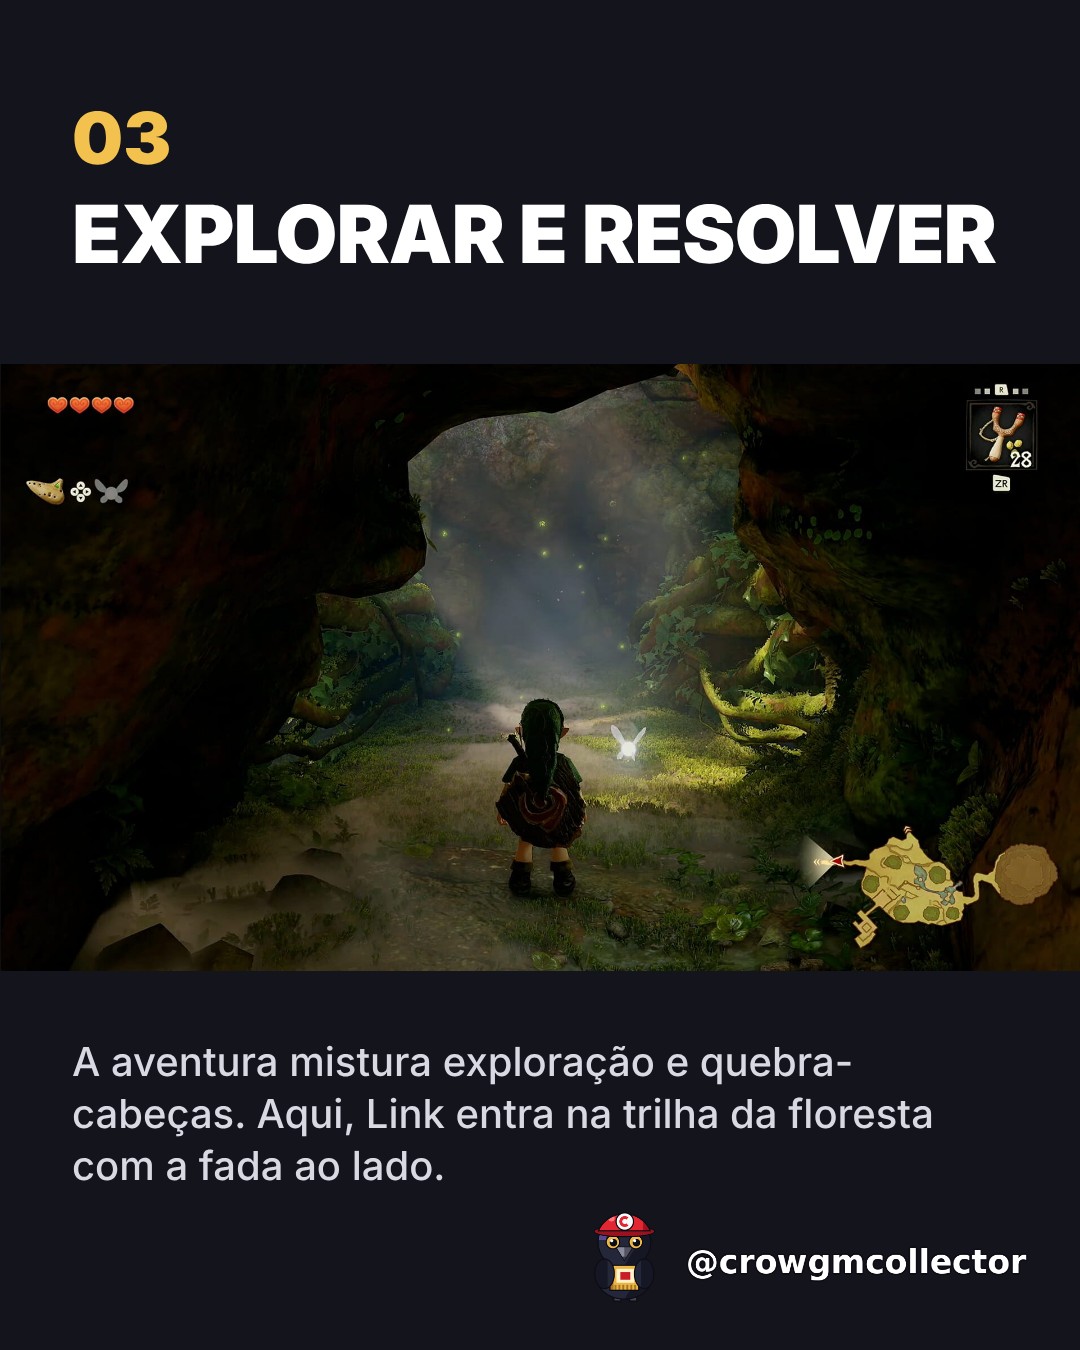 03
EXPLORAR E RESOLVER
R
28
ZR
A aventura mistura exploração e quebra-
cabeças. Aqui, Link entra na trilha da floresta
com a fada ao lado.
C
@crowgmcollector